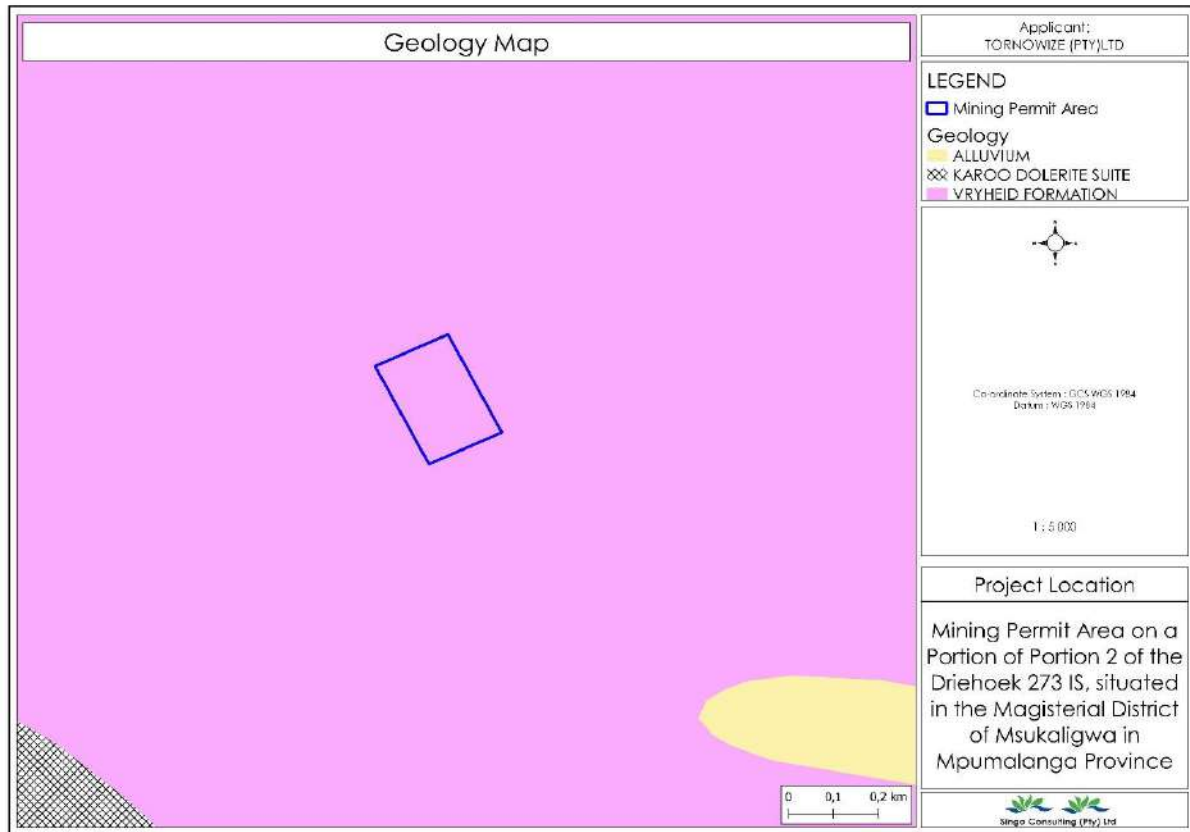 Geology Map
Applicant:
TORNOWIZE (PTY)LTD
LEGEND
Mining Permit Area
Geology
ALLUVIUM
KAROO DOLERITE SUITE
VRYHEID FORMATION
Co-ordinate System : GCS WGS 1984
Datum : WGS 1984
1 : 5 000
Project Location
Mining Permit Area on a
Portion of Portion 2 of the
Driehoek 273 IS, situated
in the Magisterial District
of Msukaligwa in
Mpumalanga Province
0 0,1 0,2 km
Singo Consulting (Pty) Ltd